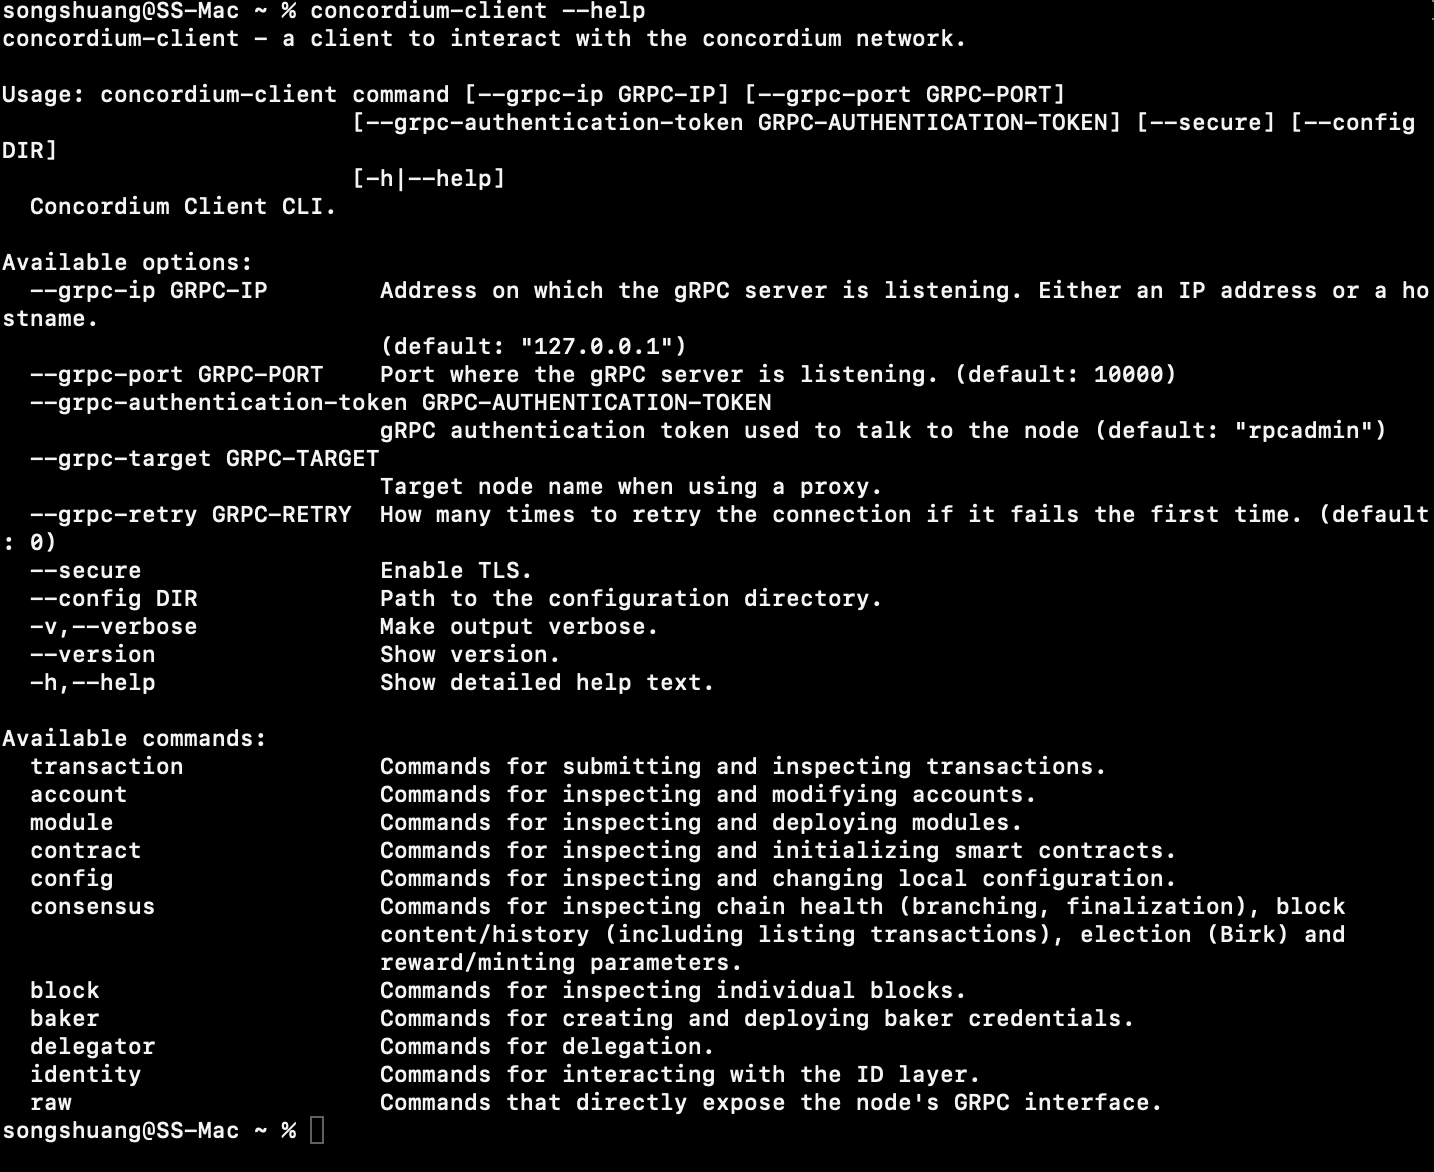 songshuang@SS-Mac ~ % concordium-client --help
concordium-client - a client to interact with the concordium network.

Usage: concordium-client command [--grpc-ip GRPC-IP] [--grpc-port GRPC-PORT]
                         [--grpc-authentication-token GRPC-AUTHENTICATION-TOKEN] [--secure] [--config
DIR]
                         [-h|--help]
  Concordium Client CLI.

Available options:
  --grpc-ip GRPC-IP        Address on which the gRPC server is listening. Either an IP address or a ho
stname.
                           (default: "127.0.0.1")
  --grpc-port GRPC-PORT    Port where the gRPC server is listening. (default: 10000)
  --grpc-authentication-token GRPC-AUTHENTICATION-TOKEN
                           gRPC authentication token used to talk to the node (default: "rpcadmin")
  --grpc-target GRPC-TARGET
                           Target node name when using a proxy.
  --grpc-retry GRPC-RETRY  How many times to retry the connection if it fails the first time. (default
: 0)
  --secure                 Enable TLS.
  --config DIR             Path to the configuration directory.
  -v,--verbose             Make output verbose.
  --version                Show version.
  -h,--help                Show detailed help text.

Available commands:
  transaction              Commands for submitting and inspecting transactions.
  account                  Commands for inspecting and modifying accounts.
  module                   Commands for inspecting and deploying modules.
  contract                 Commands for inspecting and initializing smart contracts.
  config                   Commands for inspecting and changing local configuration.
  consensus                Commands for inspecting chain health (branching, finalization), block
                           content/history (including listing transactions), election (Birk) and
                           reward/minting parameters.
  block                    Commands for inspecting individual blocks.
  baker                    Commands for creating and deploying baker credentials.
  delegator                Commands for delegation.
  identity                 Commands for interacting with the ID layer.
  raw                      Commands that directly expose the node's GRPC interface.
songshuang@SS-Mac ~ %